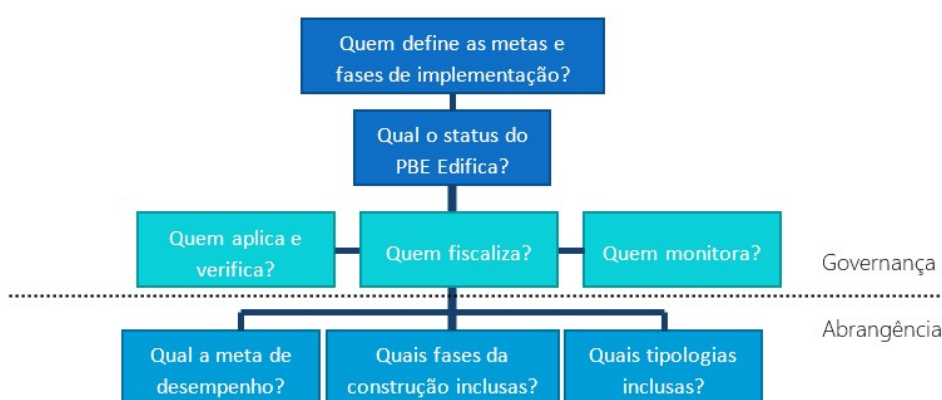 Quem define as metas e
fases de implementação?
Qual o status do
PBE Edifica?
Quem aplica e
verifica?
Quem fiscaliza?
Quem monitora?
Governança
Abrangência
Qual a meta de
desempenho?
Quais fases da
construção inclusas?
Quais tipologias
inclusas?